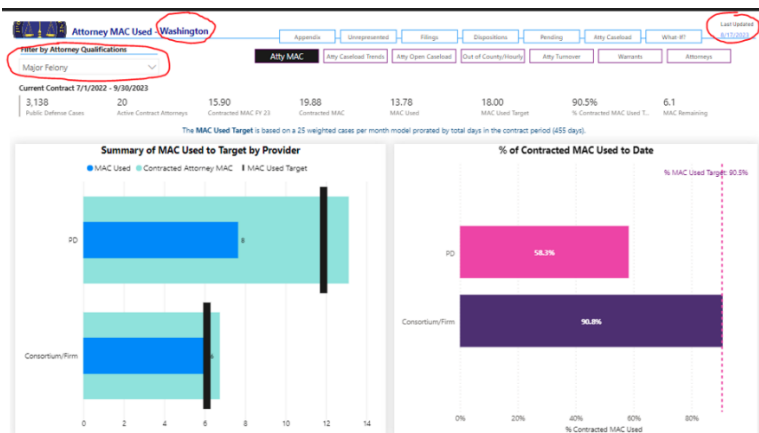 Attorney MAC Used - Washington
Last Updated
8/17/2023
Appendix Unrepresented Filings Dispositions Pending Atty Caseload What If?
Filter by Attorney Qualifications
Major Felony
Atty MAC Atty Caseload Trends Atty Open Caseload Out of County/Hourly Atty Turnover Warrants Attorneys
Current Contract 7/1/2022 - 9/30/2023
3,138 20 15.90 19.88 13.78 18.00 90.5% 6.1
Public Defense Cases Active Contract Attorneys Contracted MAC FY 23 Contracted MAC MAC Used MAC Used Target % Contracted MAC Used T... MAC Remaining
The MAC Used Target is based on a 25 weighted cases per month model prorated by total days in the contract period (455 days).
Summary of MAC Used to Target by Provider
MAC Used Contracted Attorney MAC MAC Used Target
PD 8
Consortium/Firm 6
0 2 4 6 8 10 12 14
% of Contracted MAC Used to Date
% MAC Used Target: 90.5%
PD 58.3%
Consortium/Firm 90.8%
0% 20% 40% 60% 80%
% Contracted MAC Used